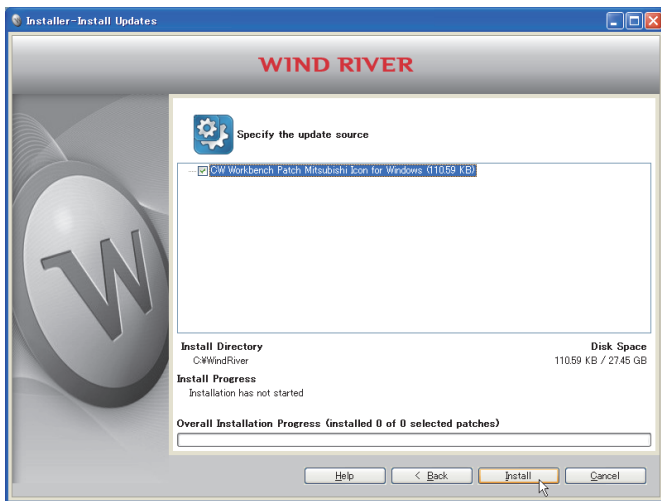 Installer-Install Updates
WIND RIVER
Specify the update source
CW Workbench Patch Mitsubishi Icon for Windows (110.59 KB)
W
Install Directory
Disk Space
C:¥WindRiver
110.59 KB / 27.45 GB
Install Progress
Installation has not started
Overall Installation Progress (installed 0 of 0 selected patches)
Help
< Back
Install
Cancel